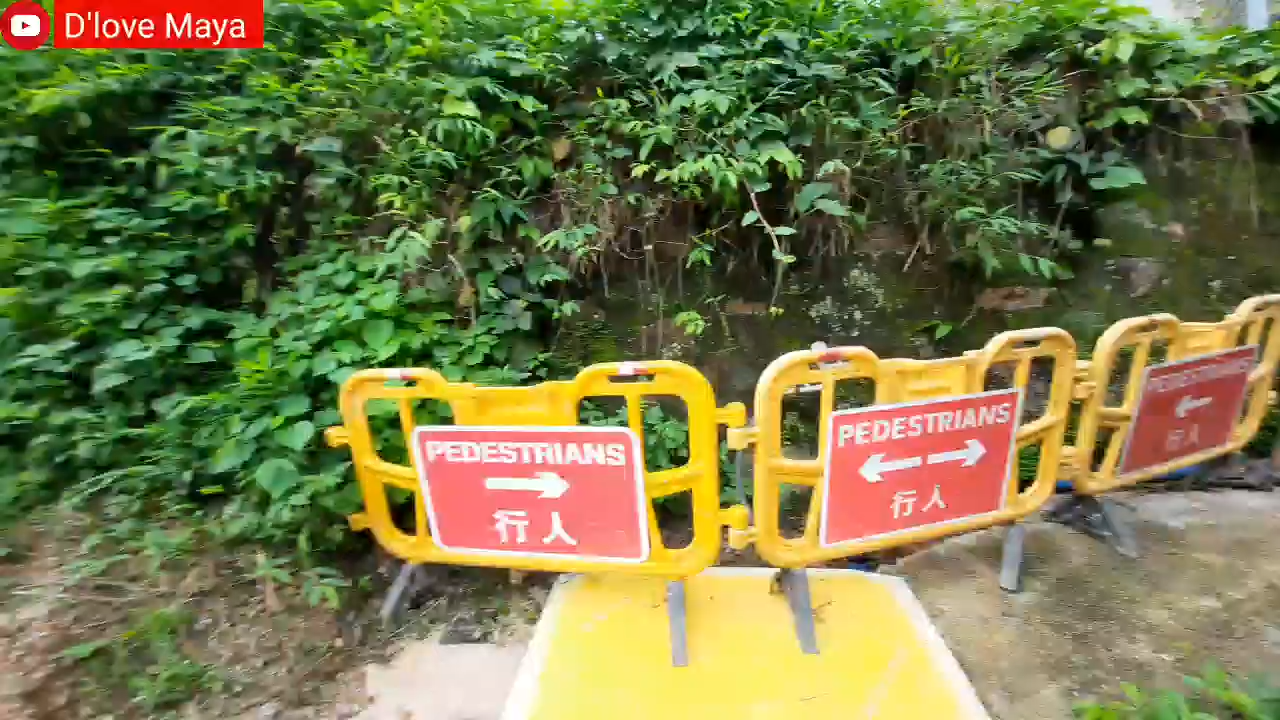 D'love Maya
PEDESTRIANS
行人
PEDESTRIANS
行人
PEDESTRIANS
行人